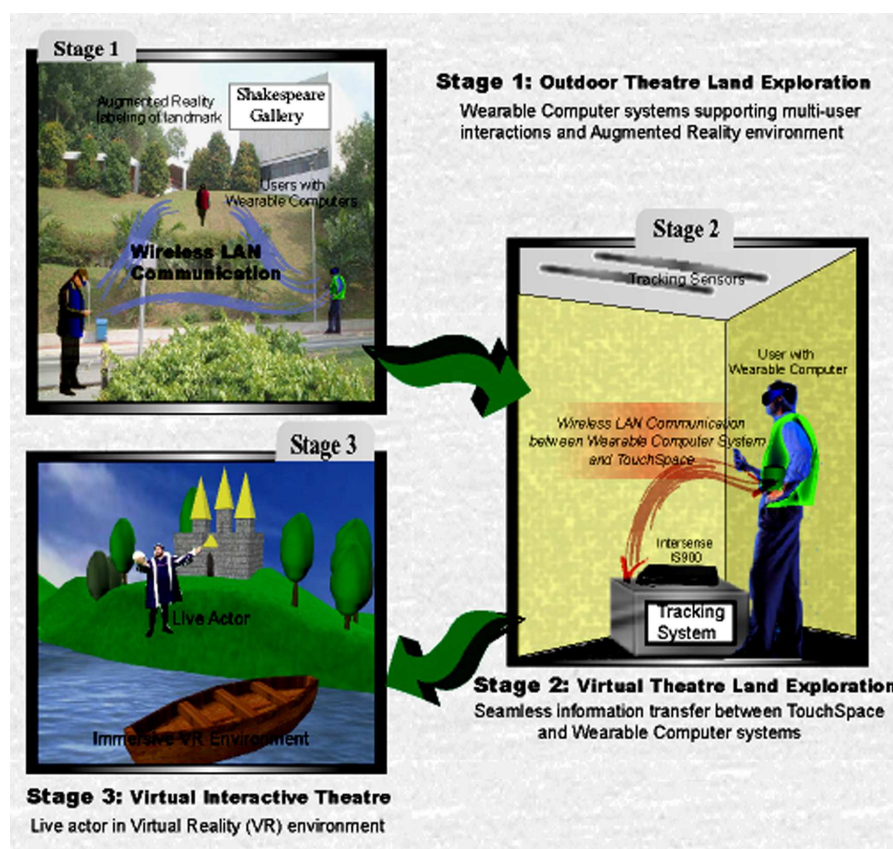 Stage 1
Augmented Reality
labeling of landmark
Shakespeare
Gallery
Users with
Wearable Computers
Wireless LAN
Communication
Stage 1: Outdoor Theatre Land Exploration
Wearable Computer systems supporting multi-user
interactions and Augmented Reality environment
Stage 2
Tracking Sensors
User with
Wearable Computer
Wireless LAN Communication
between Wearable Computer System
and TouchSpace
Intersense
IS900
Tracking
System
Stage 2: Virtual Theatre Land Exploration
Seamless information transfer between TouchSpace
and Wearable Computer systems
Stage 3
Live Actor
Immersive VR Environment
Stage 3: Virtual Interactive Theatre
Live actor in Virtual Reality (VR) environment